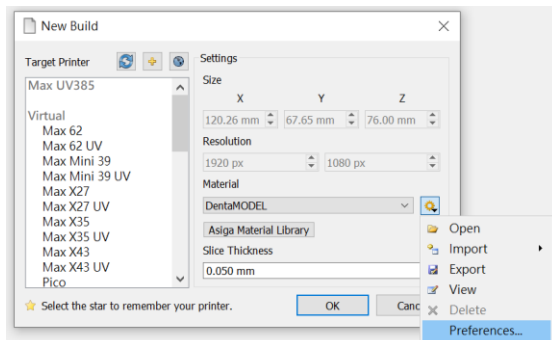 New Build
Target Printer
Max UV385
Virtual
Max 62
Max 62 UV
Max Mini 39
Max Mini 39 UV
Max X27
Max X27 UV
Max X35
Max X35 UV
Max X43
Max X43 UV
Pico
Select the star to remember your printer.
Settings
Size
X Y Z
120.26 mm 67.65 mm 76.00 mm
Resolution
1920 px 1080 px
Material
DentaMODEL
Asiga Material Library
Slice Thickness
0.050 mm
OK Canc
Open
Import
Export
View
Delete
Preferences...